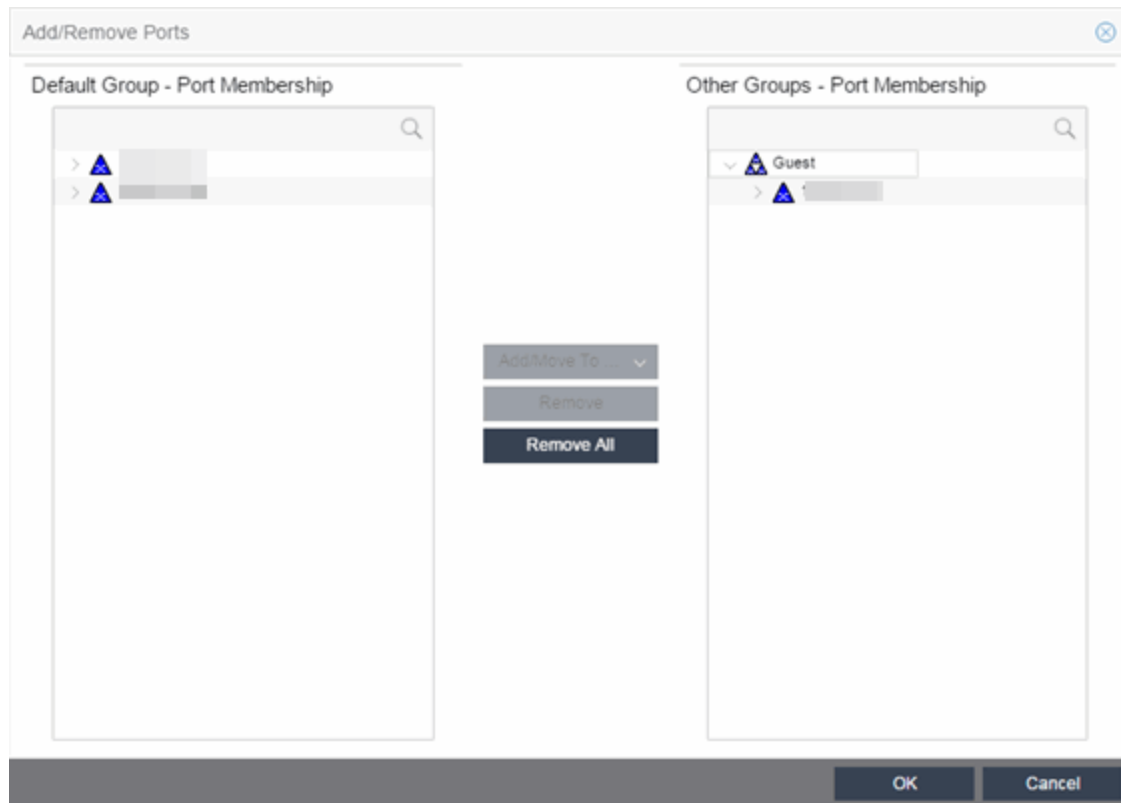 Add/Remove Ports
Default Group - Port Membership
Other Groups - Port Membership
Guest
Add/Move To ...
Remove
Remove All
OK
Cancel